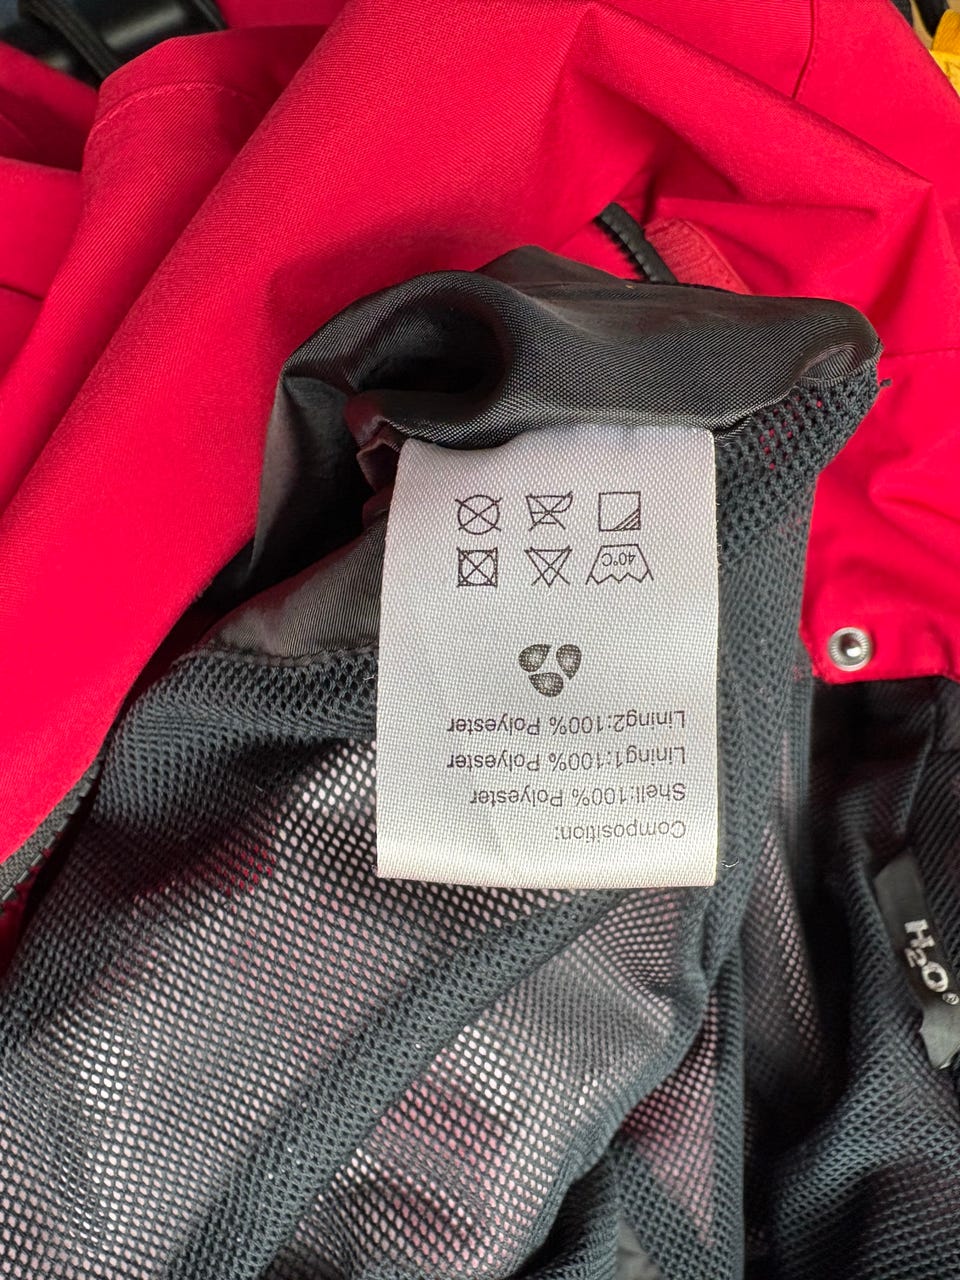 Composition:
Shell:100% Polyester
Lining1:100% Polyester
Lining2:100% Polyester
40°C
H2O®